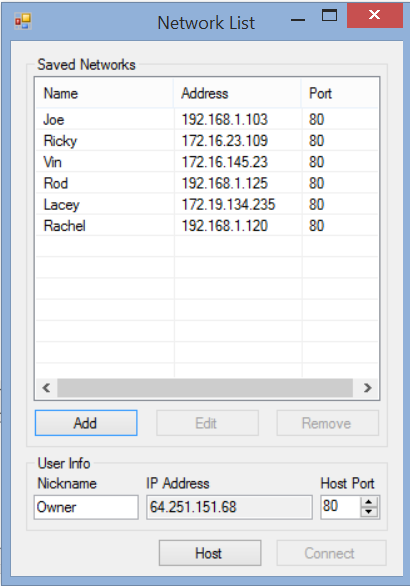 Network List
Saved Networks
Name Address Port
Joe 192.168.1.103 80
Ricky 172.16.23.109 80
Vin 172.16.145.23 80
Rod 192.168.1.125 80
Lacey 172.19.134.235 80
Rachel 192.168.1.120 80
Add Edit Remove
User Info
Nickname IP Address Host Port
Owner 64.251.151.68 80
Host Connect